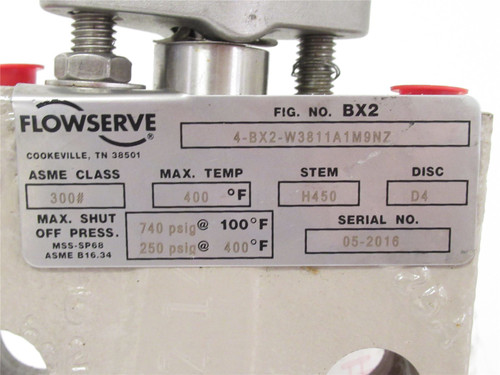 FLOWSERVE®
COOKEVILLE, TN 38501
FIG. NO. BX2
4-BX2-W3811A1M9NZ
ASME CLASS
300#
MAX. TEMP
400 °F
STEM
H450
DISC
D4
MAX. SHUT
OFF PRESS.
MSS-SP68
ASME B16.34
740 psig@ 100°F
250 psig@ 400°F
SERIAL NO.
05-2016